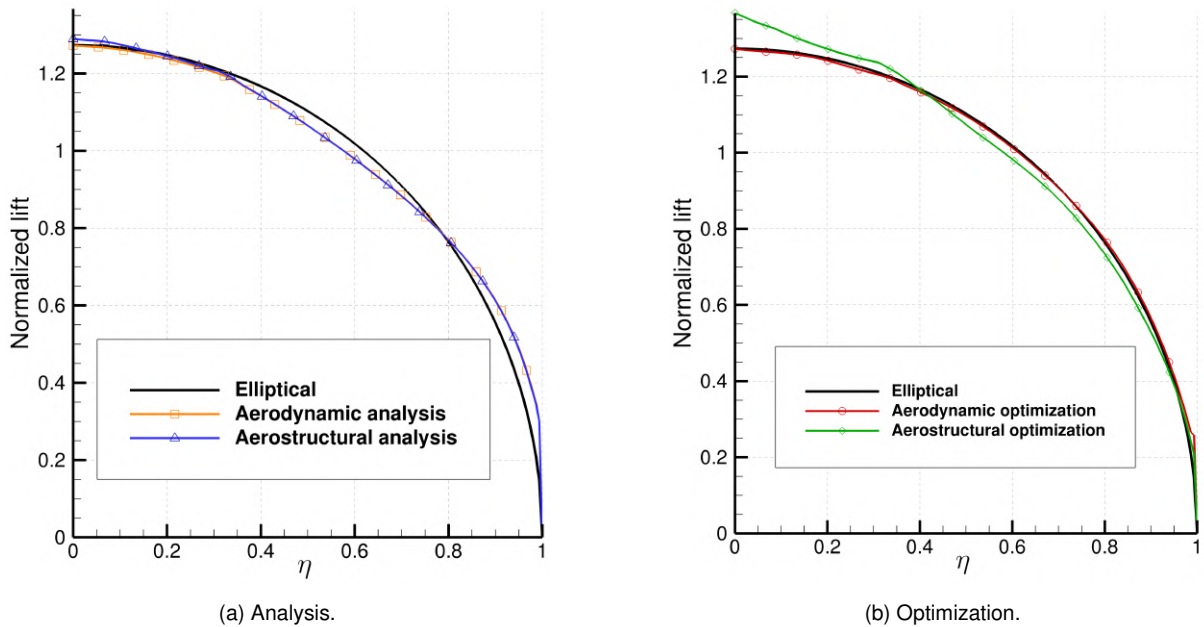 Normalized lift
1.2
1
0.8
0.6
0.4
0.2
0
0 0.2 0.4 0.6 0.8 1
η
Elliptical
Aerodynamic analysis
Aerostructural analysis
(a) Analysis.
Normalized lift
1.2
1
0.8
0.6
0.4
0.2
0
0 0.2 0.4 0.6 0.8 1
η
Elliptical
Aerodynamic optimization
Aerostructural optimization
(b) Optimization.